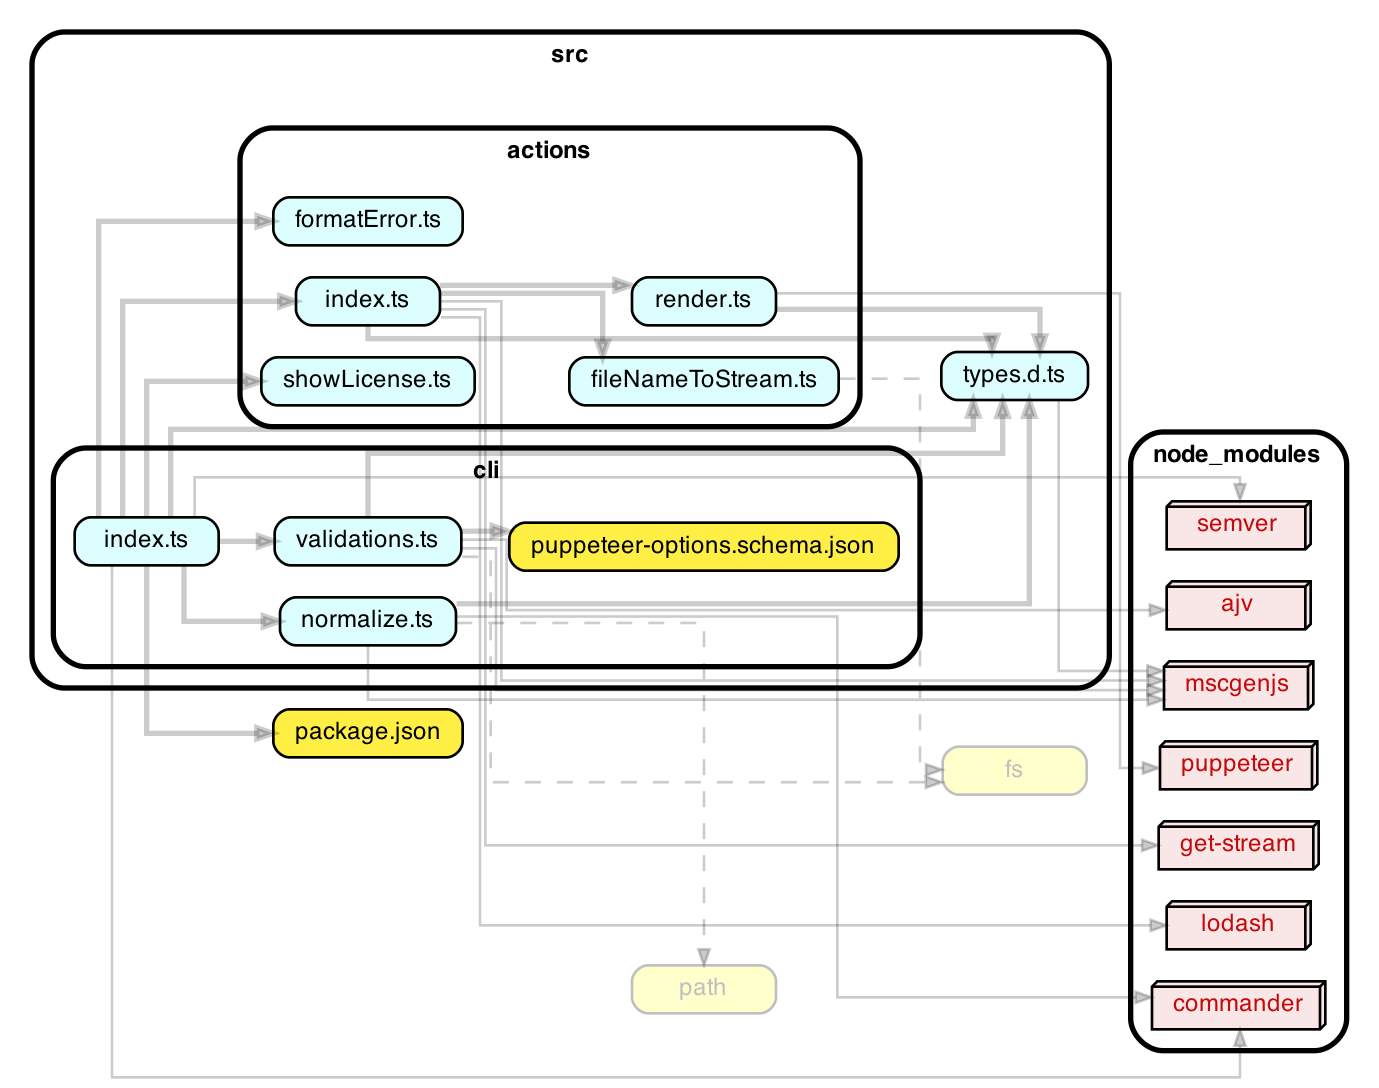 src
actions
formatError.ts
index.ts
render.ts
showLicense.ts
fileNameToStream.ts
types.d.ts
cli
index.ts
validations.ts
puppeteer-options.schema.json
normalize.ts
package.json
fs
path
node_modules
semver
ajv
mscgenjs
puppeteer
get-stream
lodash
commander